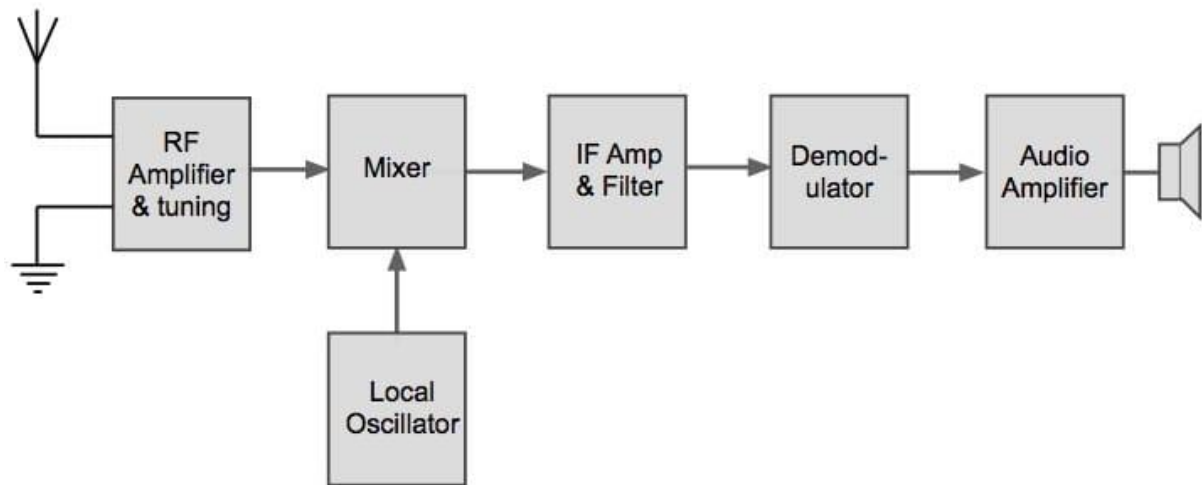 RF
Amplifier
& tuning
Mixer
IF Amp
& Filter
Demod-
ulator
Audio
Amplifier
Local
Oscillator